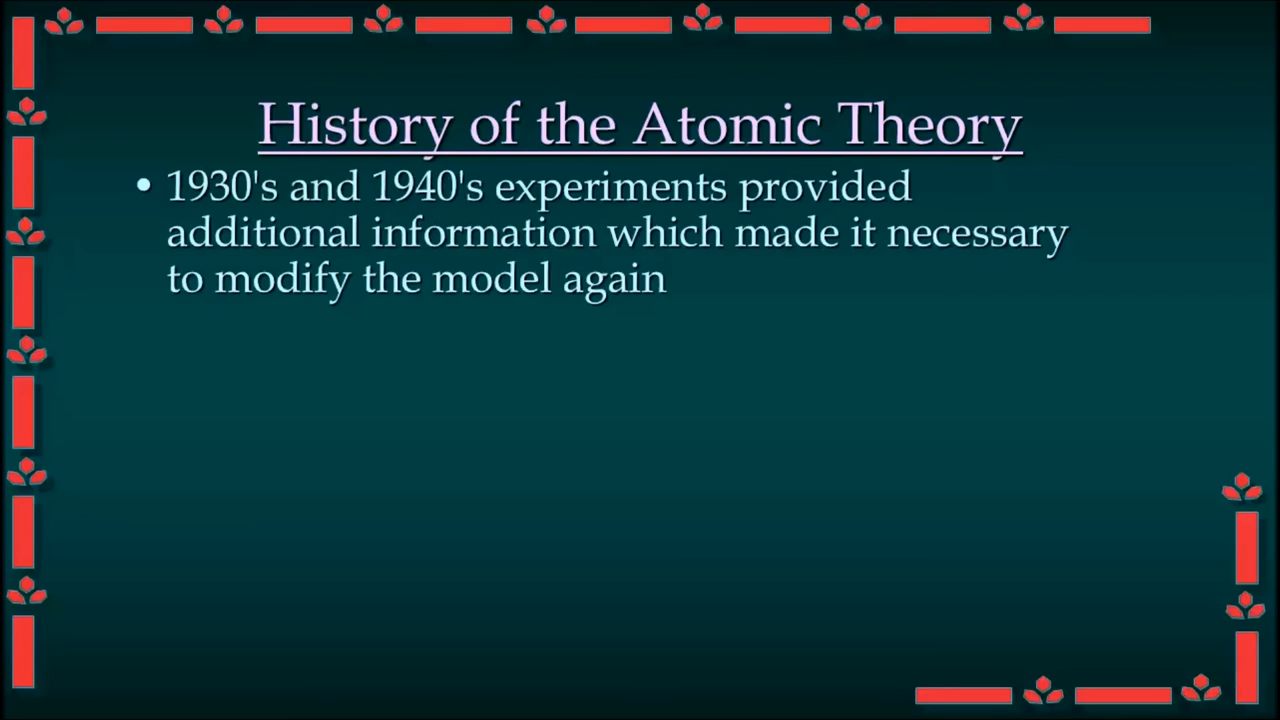 History of the Atomic Theory
• 1930's and 1940's experiments provided
additional information which made it necessary
to modify the model again